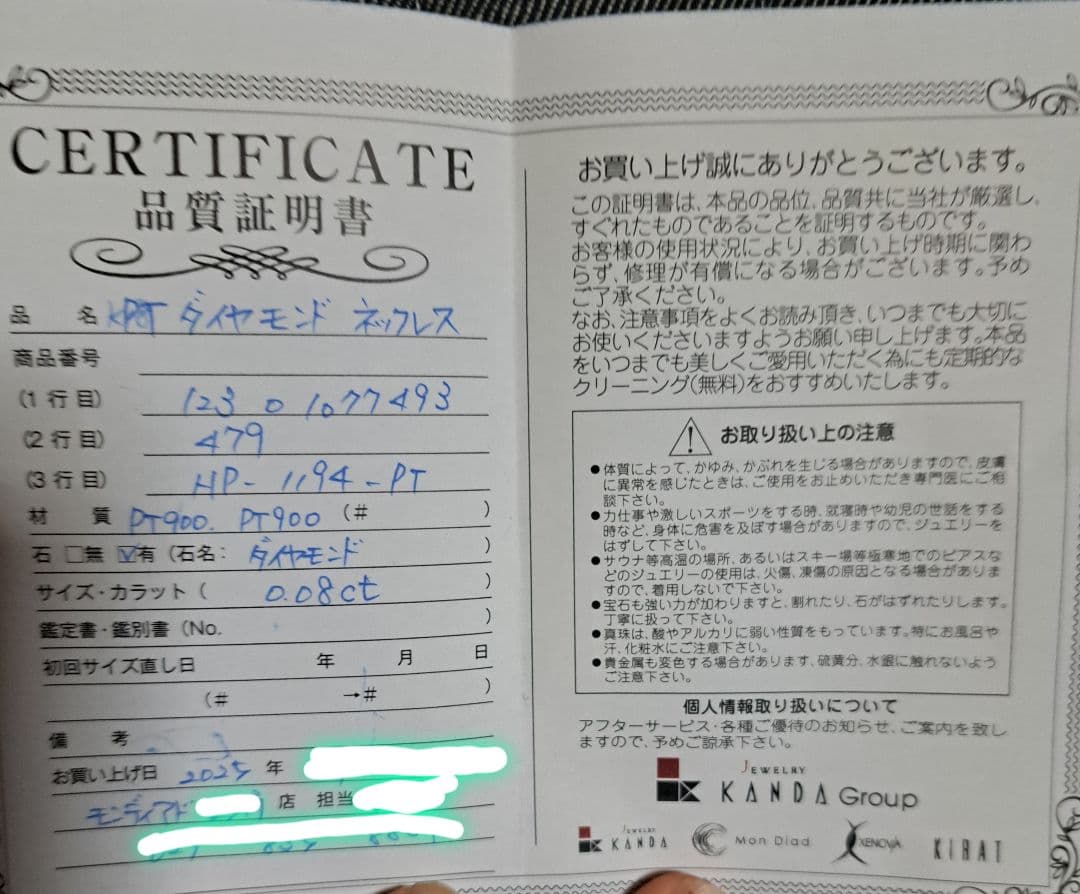 CERTIFICATE
品質証明書
品 名 ダイヤモンド ネックレス
商品番号
(1行目) 123 0 1077493
(2行目) 479
(3行目) HP-1194-PT
材 質 PT900. PT900 (# )
石 □無 ☑有 (石名: ダイヤモンド )
サイズ・カラット ( 0.08ct )
鑑定書・鑑別書 (No. )
初回サイズ直し日 年 月 日
(# →# )
備 考
お買い上げ日 2025 年
モンディアド 店 担当
お買い上げ誠にありがとうございます。
この証明書は、本品の品位、品質共に当社が厳選し、
すぐれたものであることを証明するものです。
お客様の使用状況により、お買い上げ時期に関わ
らず、修理が有償になる場合がございます。予め
ご了承ください。
なお、注意事項をよくお読み頂き、いつまでも大切に
お使いくださいますようお願い申し上げます。本品
をいつまでも美しくご愛用いただく為にも定期的な
クリーニング(無料)をおすすめいたします。
お取り扱い上の注意
●体質によって、かゆみ、かぶれを生じる場合がありますので、皮膚
に異常を感じたときは、ご使用をお止めいただき専門医にご相
談下さい。
●力仕事や激しいスポーツをする時、就寝時や幼児の世話をする
時など、身体に危害を及ぼす場合がありますので、ジュエリーを
はずして下さい。
●サウナ等高温の場所、あるいはスキー場等極寒地でのピアスな
どのジュエリーの使用は、火傷、凍傷の原因となる場合がありま
すので、着用しないで下さい。
●宝石も強い力が加わりますと、割れたり、石がはずれたりします。
丁寧に扱って下さい。
●真珠は、酸やアルカリに弱い性質をもっています。特にお風呂や
汗、化粧水にご注意下さい。
●貴金属も変色する場合があります、硫黄分、水銀に触れないよう
ご注意下さい。
個人情報取り扱いについて
アフターサービス・各種ご優待のお知らせ、ご案内を致し
ますので、予めご諒承下さい。
JEWELRY
KANDA Group
JEWELRY
KANDA Mon Diad XENOVA KIRAT